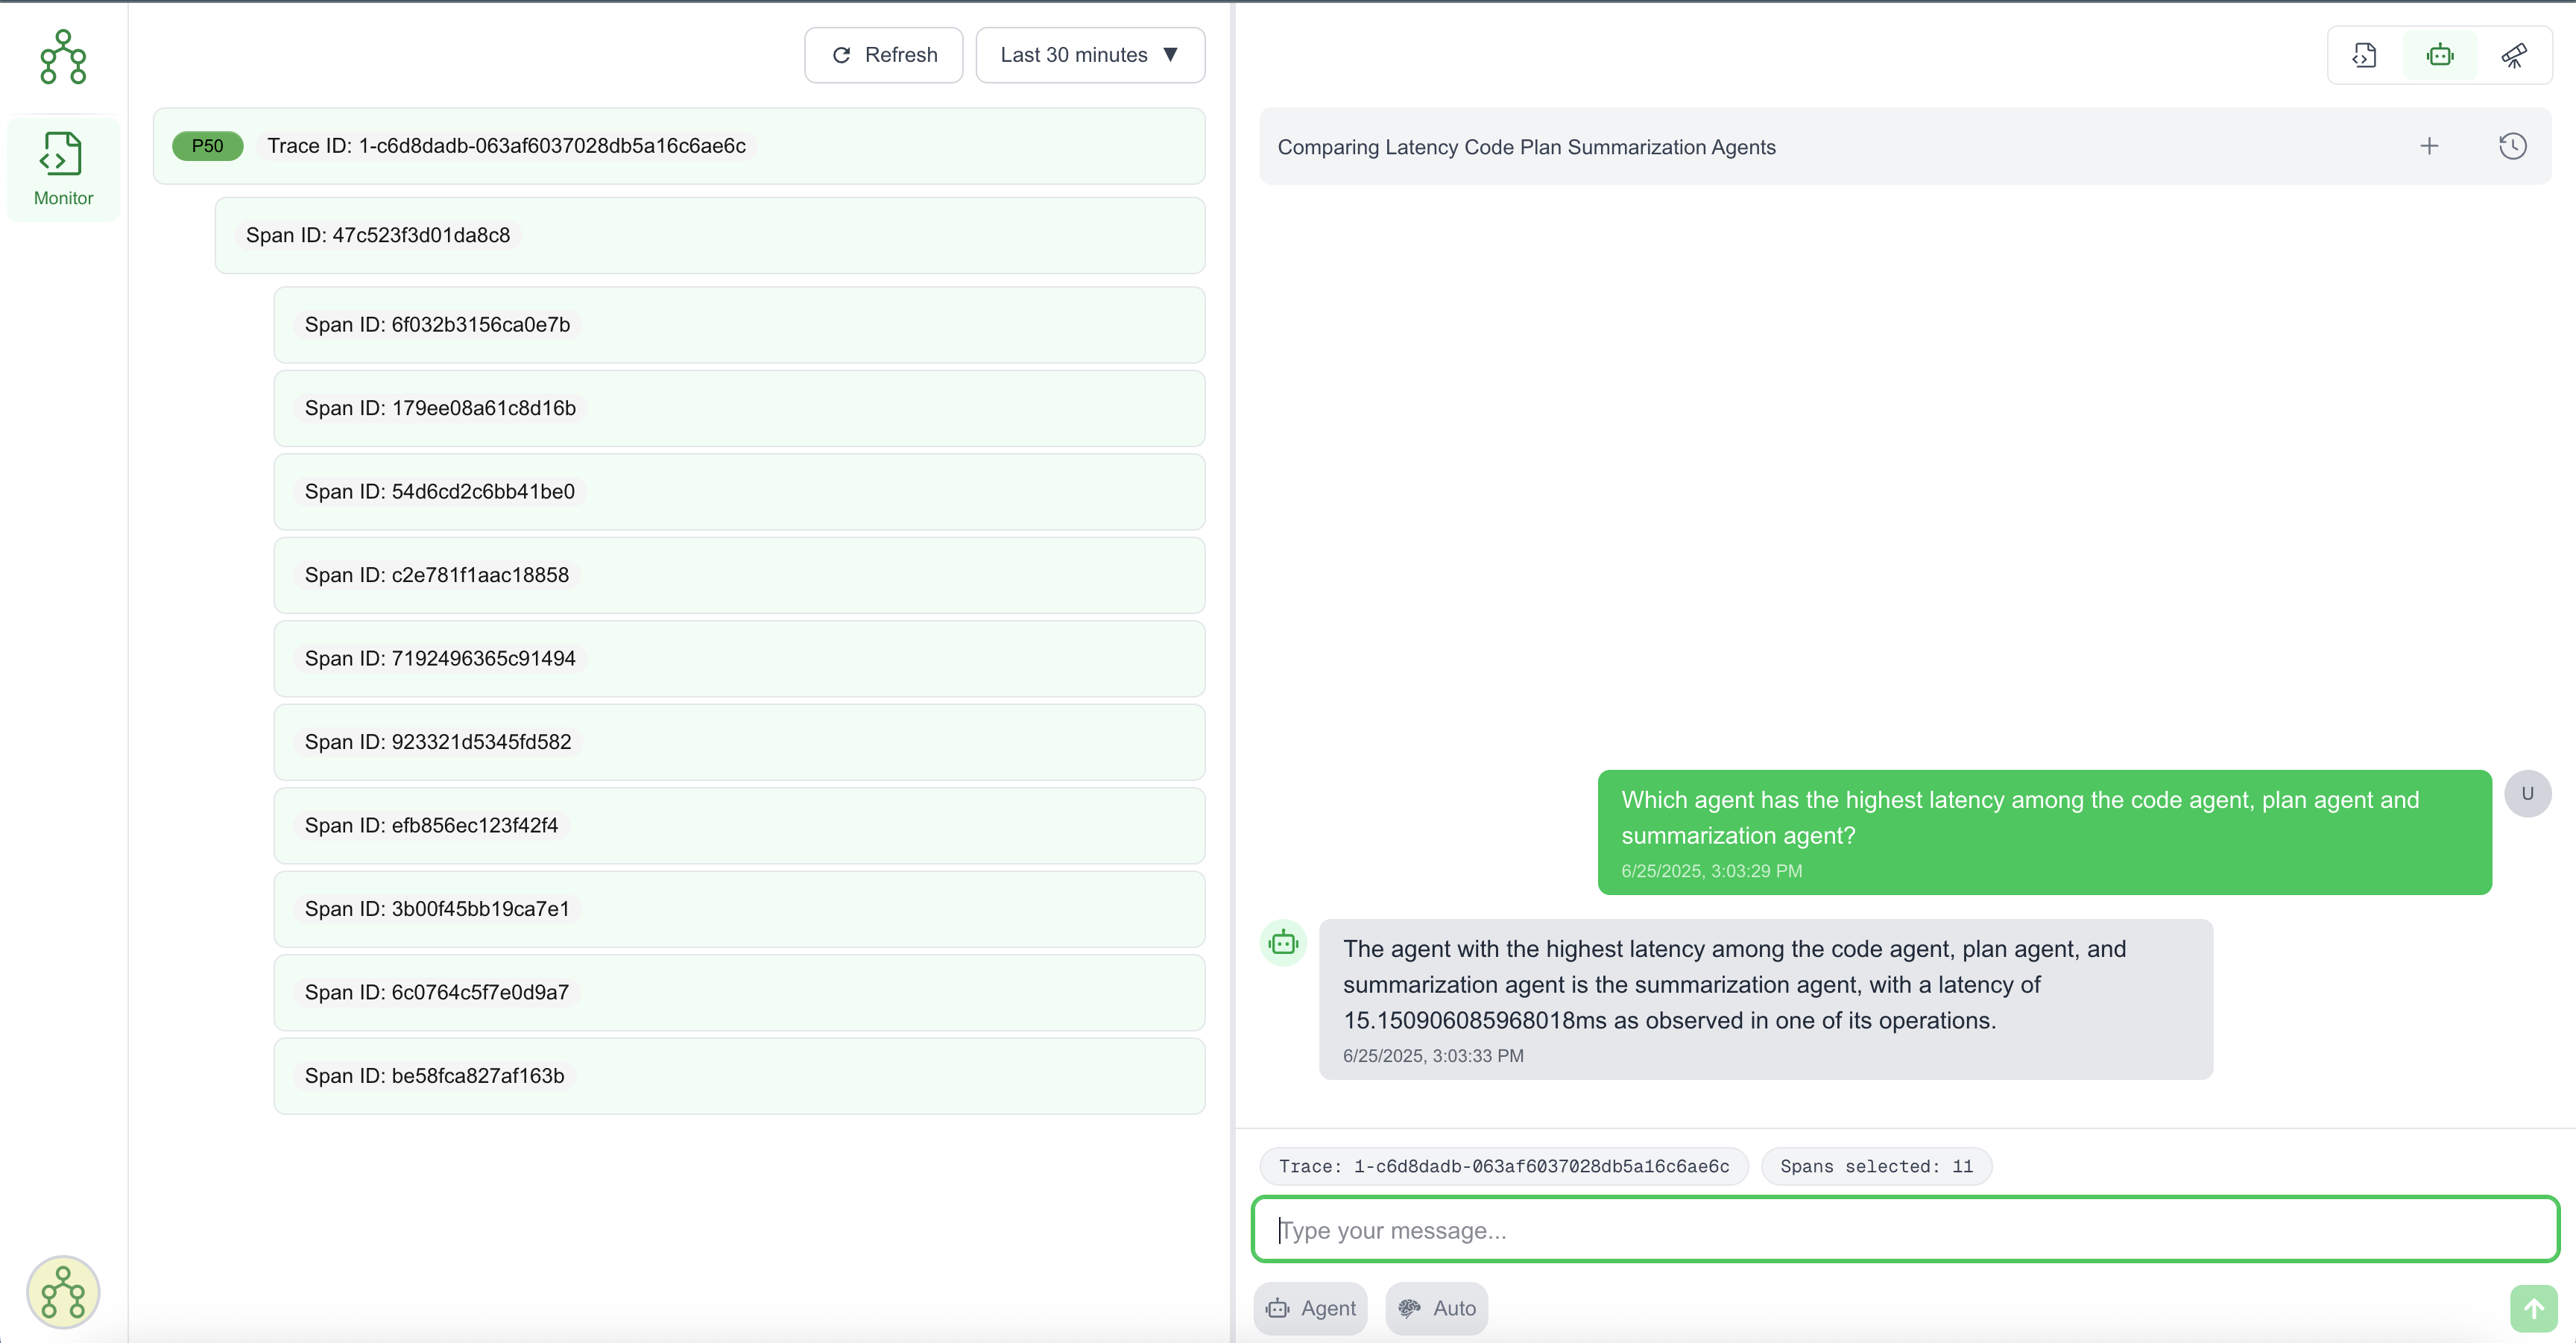 Monitor
Refresh
Last 30 minutes ▼
P50
Trace ID: 1-c6d8dadb-063af6037028db5a16c6ae6c
Span ID: 47c523f3d01da8c8
Span ID: 6f032b3156ca0e7b
Span ID: 179ee08a61c8d16b
Span ID: 54d6cd2c6bb41be0
Span ID: c2e781f1aac18858
Span ID: 7192496365c91494
Span ID: 923321d5345fd582
Span ID: efb856ec123f42f4
Span ID: 3b00f45bb19ca7e1
Span ID: 6c0764c5f7e0d9a7
Span ID: be58fca827af163b
Comparing Latency Code Plan Summarization Agents
Which agent has the highest latency among the code agent, plan agent and
summarization agent?
6/25/2025, 3:03:29 PM
U
The agent with the highest latency among the code agent, plan agent, and
summarization agent is the summarization agent, with a latency of
15.150906085968018ms as observed in one of its operations.
6/25/2025, 3:03:33 PM
Trace: 1-c6d8dadb-063af6037028db5a16c6ae6c
Spans selected: 11
Type your message...
Agent
Auto